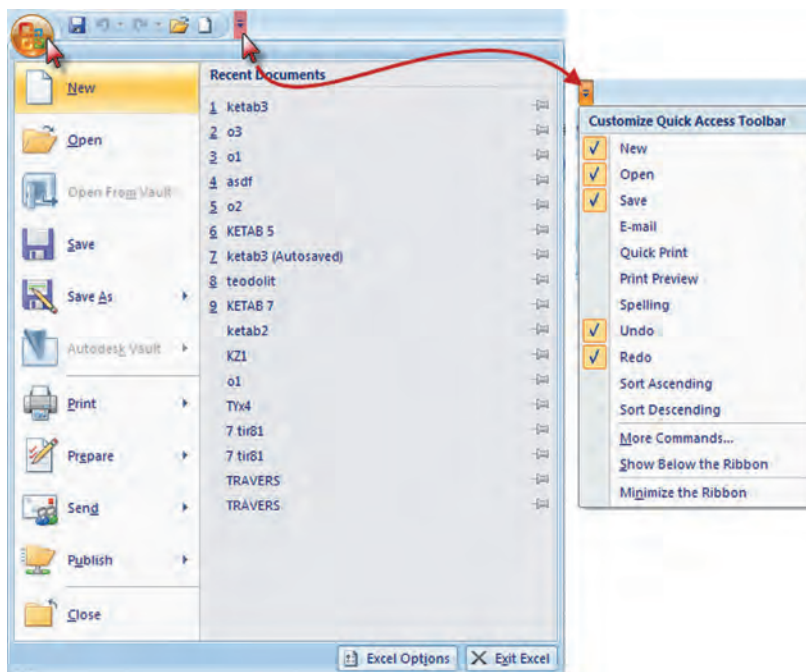 New
Open
Open From Vault
Save
Save As
Autodesk Vault
Print
Prepare
Send
Publish
Close
Recent Documents
1 ketab3
2 o3
3 o1
4 asdf
5 o2
6 KETAB 5
7 ketab3 (Autosaved)
8 teodolit
9 KETAB 7
ketab2
KZ1
o1
TYx4
7 tir81
7 tir81
TRAVERS
TRAVERS
Excel Options
Exit Excel
Customize Quick Access Toolbar
New
Open
Save
E-mail
Quick Print
Print Preview
Spelling
Undo
Redo
Sort Ascending
Sort Descending
More Commands...
Show Below the Ribbon
Minimize the Ribbon